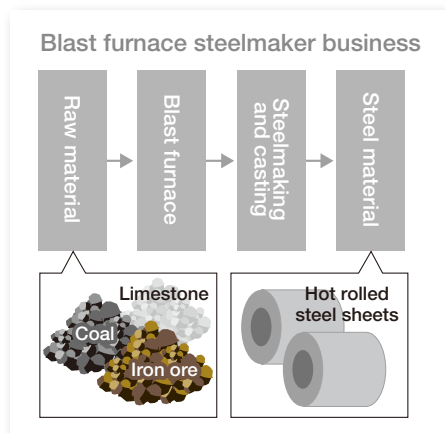 Blast furnace steelmaker business
Raw material
Blast furnace
Steelmaking
and casting
Steel material
Limestone
Coal
Iron ore
Hot rolled
steel sheets